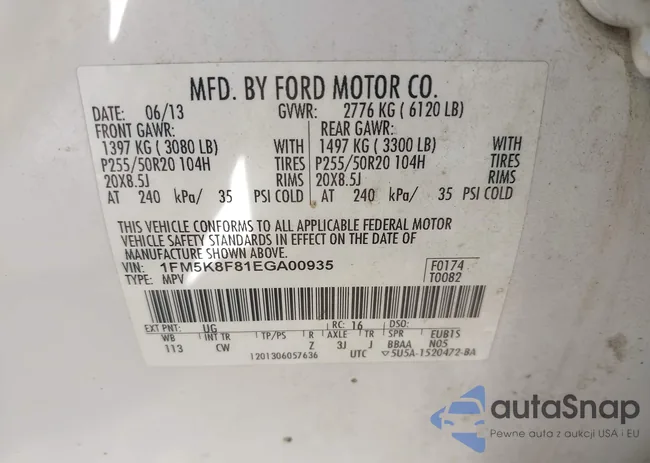 MFD. BY FORD MOTOR CO.
DATE: 06/13 GVWR: 2776 KG ( 6120 LB)
FRONT GAWR: REAR GAWR:
1397 KG ( 3080 LB) WITH 1497 KG ( 3300 LB) WITH
P255/50R20 104H TIRES P255/50R20 104H TIRES
20X8.5J RIMS 20X8.5J RIMS
AT 240 kPa/ 35 PSI COLD AT 240 kPa/ 35 PSI COLD
THIS VEHICLE CONFORMS TO ALL APPLICABLE FEDERAL MOTOR
VEHICLE SAFETY STANDARDS IN EFFECT ON THE DATE OF
MANUFACTURE SHOWN ABOVE.
VIN: 1FM5K8F81EGA00935 F0174
TYPE: MPV T0082
EXT PNT: UG RC: 16 DSO:
WB INT TR TP/PS R AXLE TR SPR EUB1S
113 CW Z 3J J BBAA N05
1201306057636 UTC ▽5U5A-1520472-BA
autaSnap
Pewne auta z aukcji USA i EU